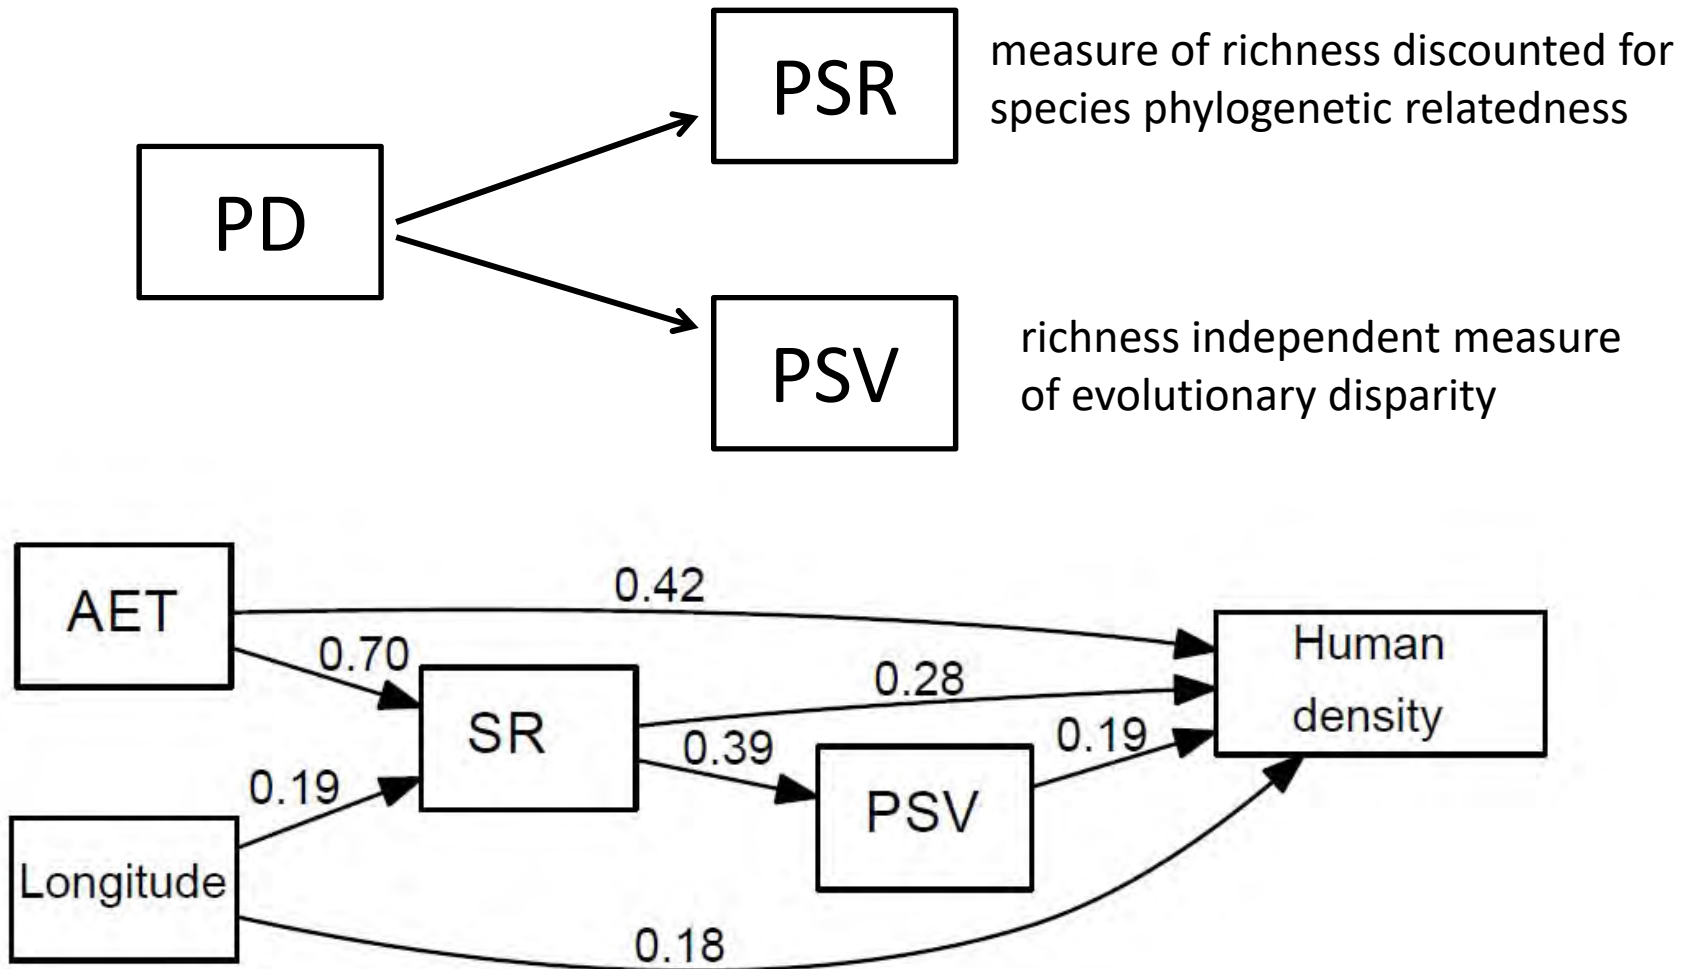 PSR
measure of richness discounted for
species phylogenetic relatedness
PD
PSV
richness independent measure
of evolutionary disparity
AET
0.42
0.70
Human
density
SR
0.28
0.39
0.19
0.19
PSV
Longitude
0.18